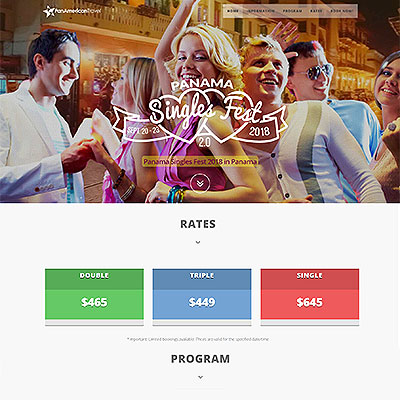 PanAmericanTravel
HOME INFORMATION PROGRAM RATES BOOK NOW!
PANAMA
Singles Fest
SEPT 20 - 23
2018
2.0
Panama Singles Fest 2018 in Panama
RATES
DOUBLE TRIPLE SINGLE
$465 $449 $645
* Important: Limited bookings available. These are valid for the specified dates/time
PROGRAM